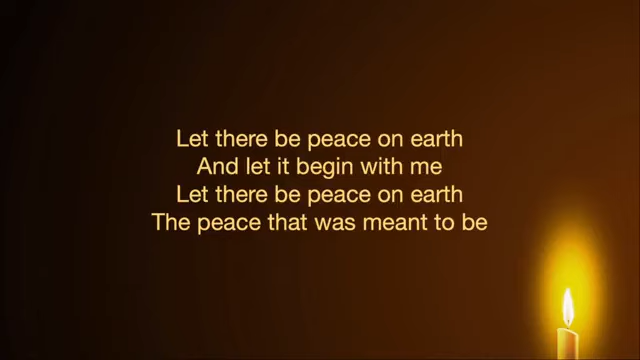 Let there be peace on earth
And let it begin with me
Let there be peace on earth
The peace that was meant to be